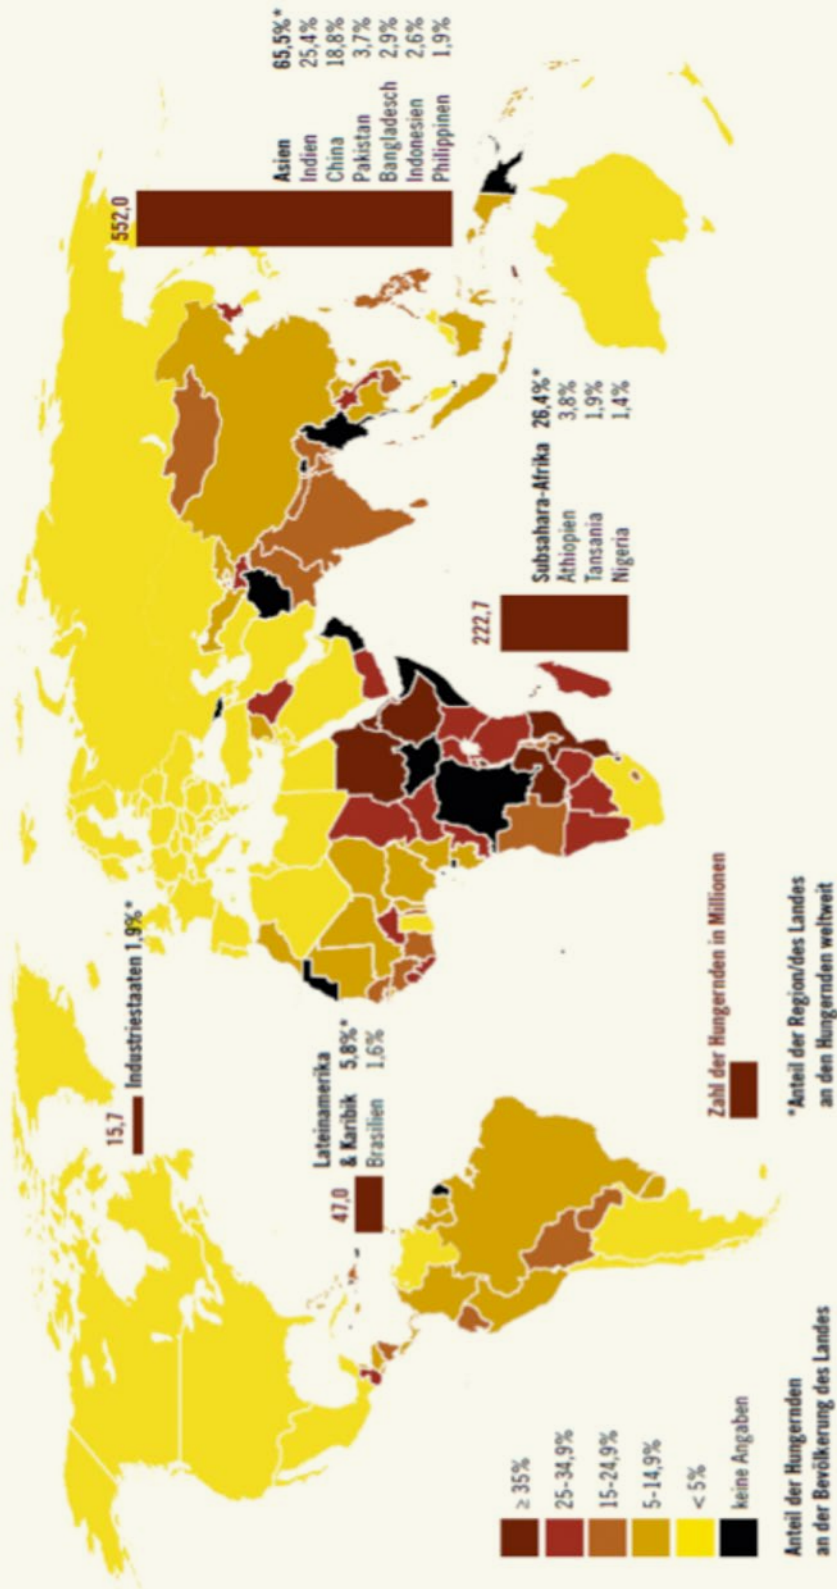 15,7
Industriestaaten 1,9%*
552,0
Asien 65,5%*
Indien 25,4%
China 18,8%
Pakistan 3,7%
Bangladesch 2,9%
Indonesien 2,6%
Philippinen 1,9%
47,0
Lateinamerika
& Karibik 5,8%*
Brasilien 1,6%
222,7
Subsahara-Afrika 26,4%*
Äthiopien 3,8%
Tansania 1,9%
Nigeria 1,4%
≥ 35%
25-34,9%
15-24,9%
5-14,9%
< 5%
keine Angaben
Anteil der Hungernden
an der Bevölkerung des Landes
Zahl der Hungernden in Millionen
*Anteil der Region/des Landes
an den Hungernden weltweit